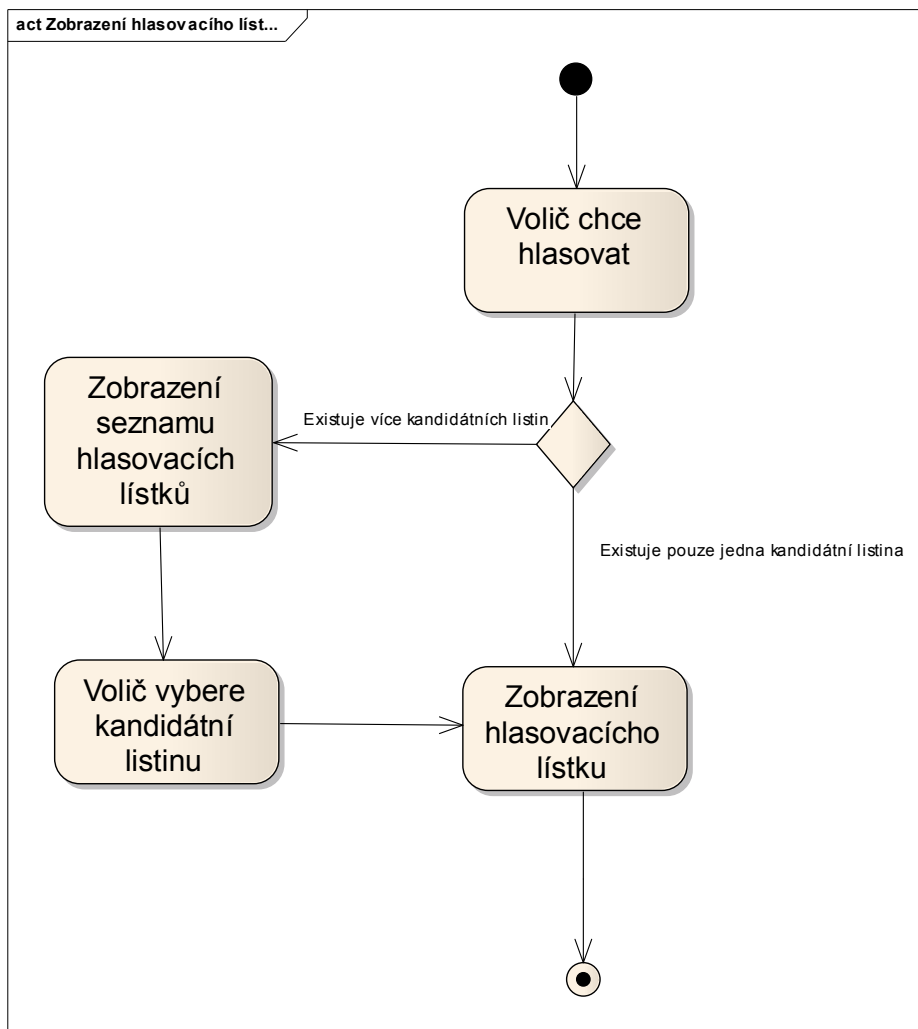 act Zobrazení hlasovacího líst...
Volič chce
hlasovat
Existuje více kandidátních listin
Zobrazení
seznamu
hlasovacích
lístků
Existuje pouze jedna kandidátní listina
Volič vybere
kandidátní
listinu
Zobrazení
hlasovacícho
lístku